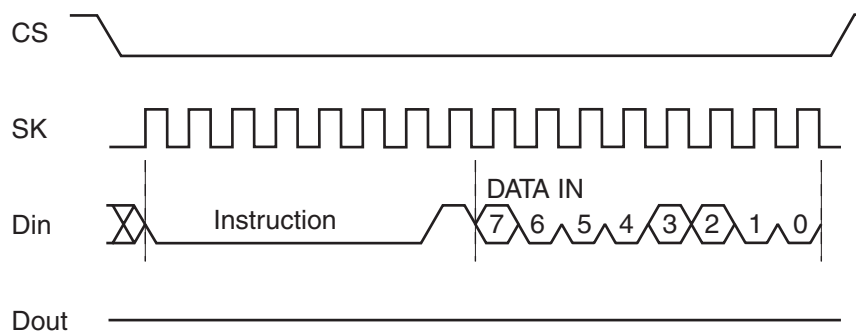 CS
SK
DATA IN
Din Instruction 7 6 5 4 3 2 1 0
Dout